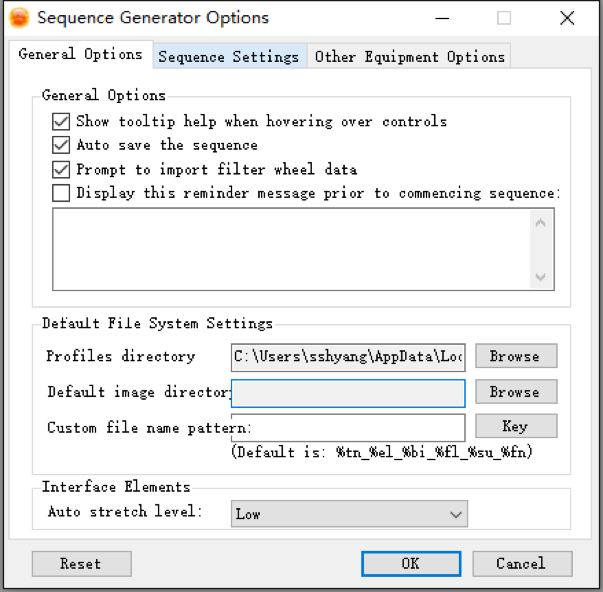 Sequence Generator Options
General Options Sequence Settings Other Equipment Options
General Options
Show tooltip help when hovering over controls
Auto save the sequence
Prompt to import filter wheel data
Display this reminder message prior to commencing sequence:
Default File System Settings
Profiles directory C:\Users\sshyang\AppData\Loc Browse
Default image director Browse
Custom file name pattern: Key
(Default is: %tn_%el_%bi_%fl_%su_%fn)
Interface Elements
Auto stretch level: Low
Reset OK Cancel